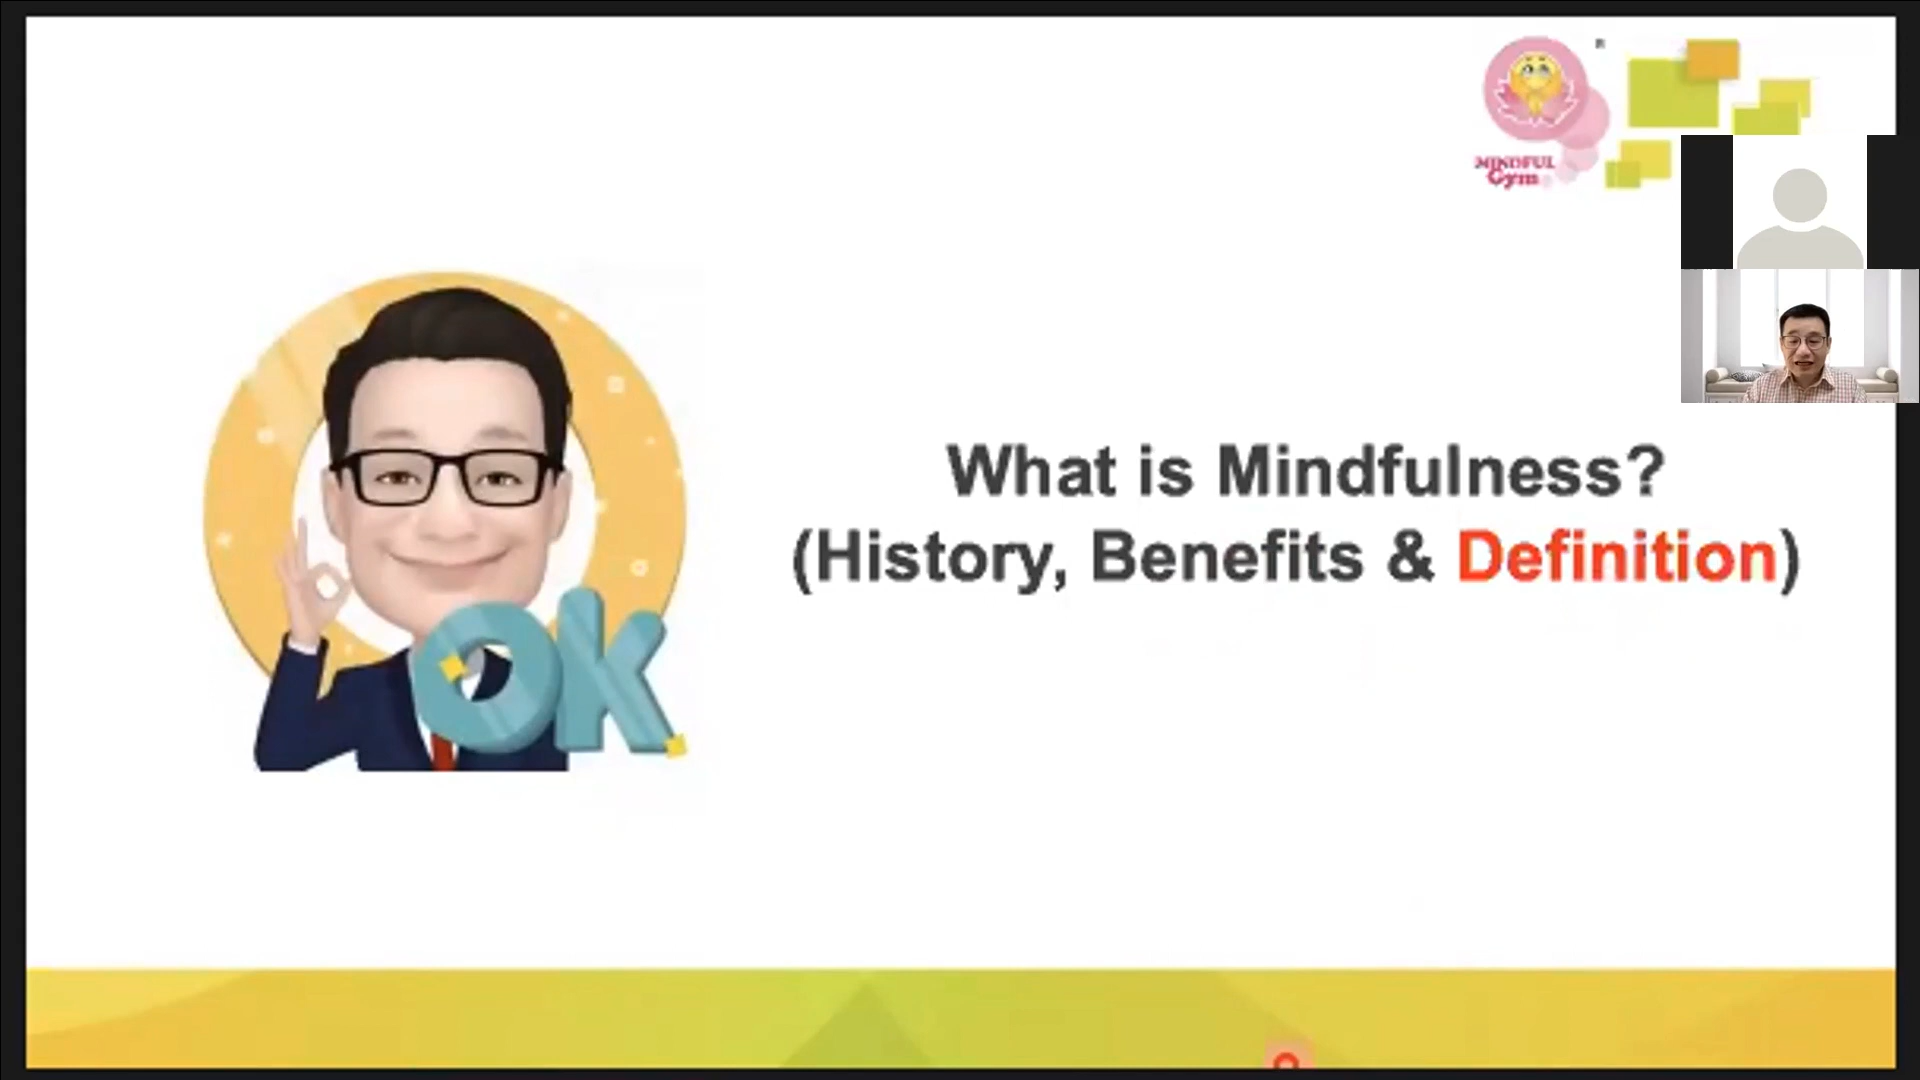 MINDFUL
Gym
What is Mindfulness?
(History, Benefits & Definition)
OK